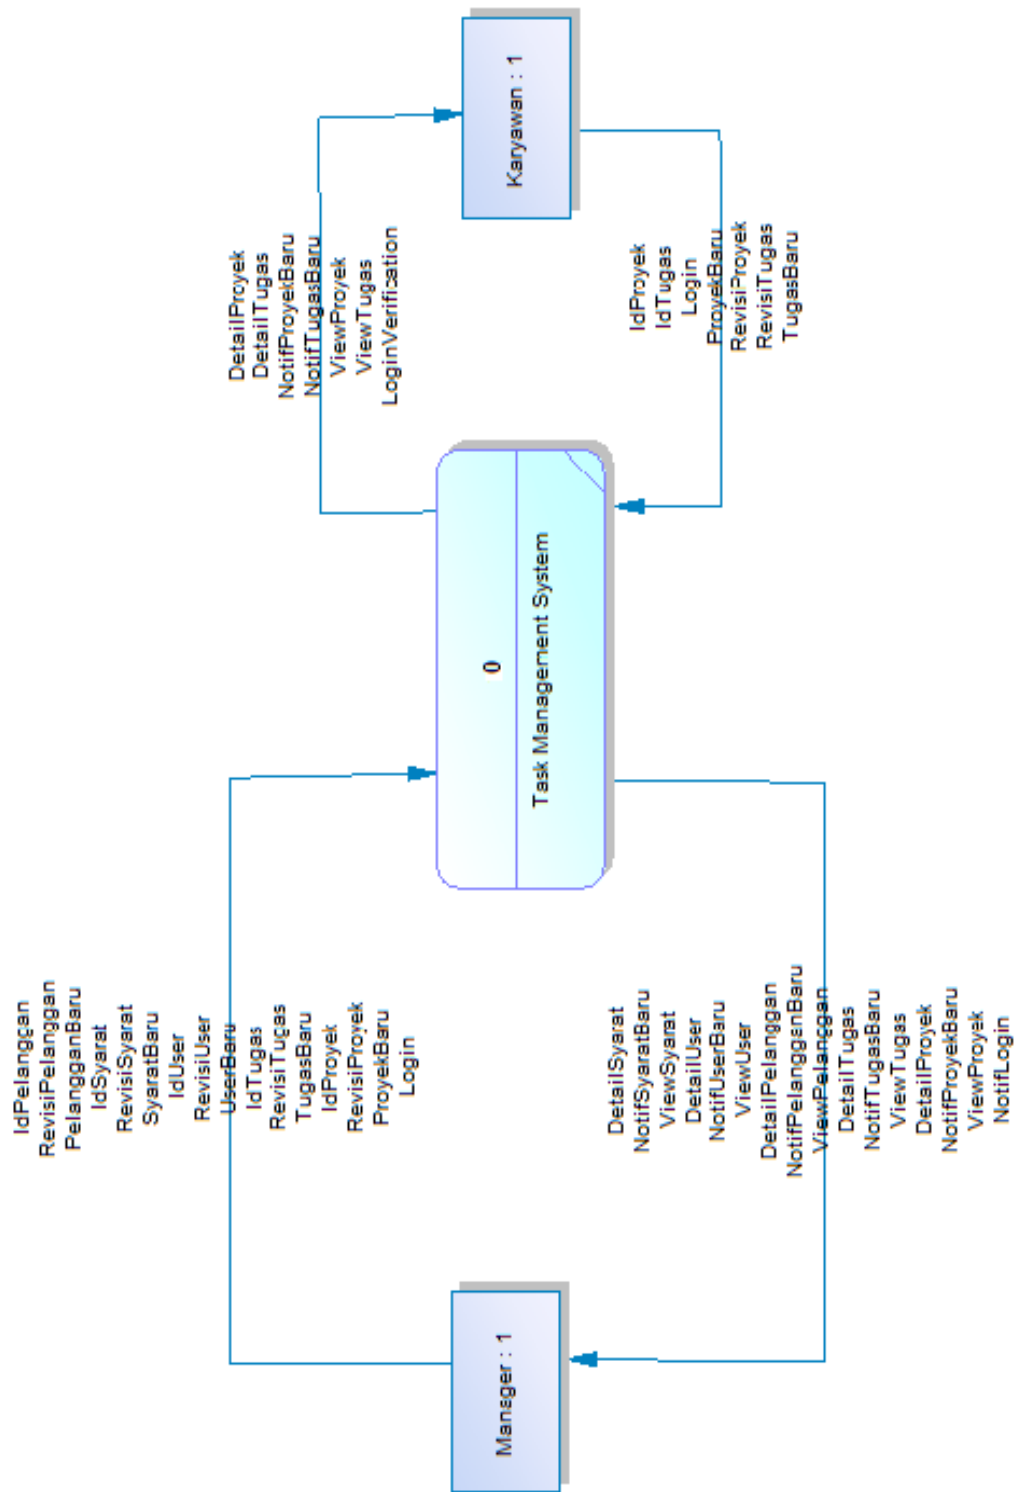 IdPelanggan
RevisiPelanggan
PelangganBaru
IdSyarat
RevisiSyarat
SyaratBaru
IdUser
RevisiUser
UserBaru
IdTugas
RevisiTugas
TugasBaru
IdProyek
RevisiProyek
ProyekBaru
Login
DetailProyek
DetailTugas
NotifProyekBaru
NotifTugasBaru
ViewProyek
ViewTugas
LoginVerification
Manager : 1
0
Task Management System
Karyawan : 1
DetailSyarat
NotifSyaratBaru
ViewSyarat
DetailUser
NotifUserBaru
ViewUser
DetailPelanggan
NotifPelangganBaru
ViewPelanggan
DetailTugas
NotifTugasBaru
ViewTugas
DetailProyek
NotifProyekBaru
ViewProyek
NotifLogin
IdProyek
IdTugas
Login
ProyekBaru
RevisiProyek
RevisiTugas
TugasBaru